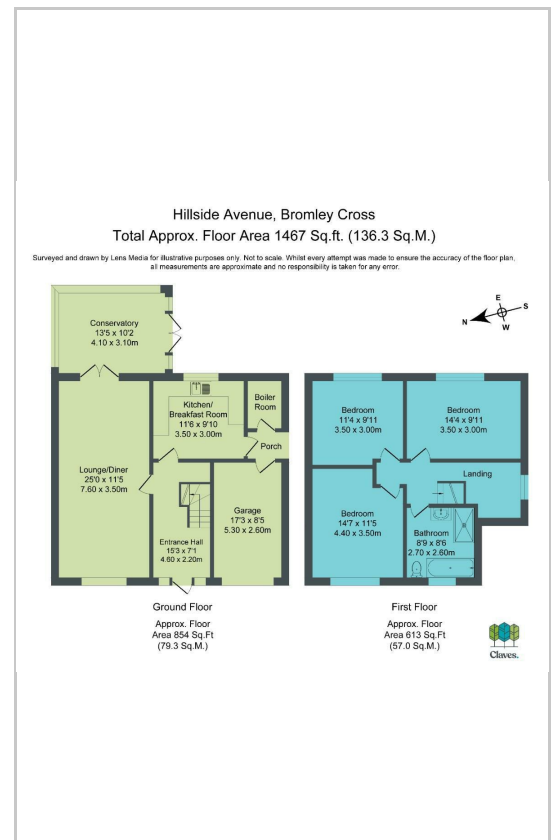 Hillside Avenue, Bromley Cross
Total Approx. Floor Area 1467 Sq.ft. (136.3 Sq.M.)
Surveyed and drawn by Lens Media for illustrative purposes only. Not to scale. Whilst every attempt was made to ensure the accuracy of the floor plan,
all measurements are approximate and no responsibility is taken for any error.
E
S
N
W
Conservatory
13'5 x 10'2
4.10 x 3.10m
Kitchen/
Breakfast Room
11'6 x 9'10
3.50 x 3.00m
Boiler
Room
Porch
Lounge/Diner
25'0 x 11'5
7.60 x 3.50m
Garage
17'3 x 8'5
5.30 x 2.60m
Entrance Hall
15'3 x 7'1
4.60 x 2.20m
Bedroom
11'4 x 9'11
3.50 x 3.00m
Bedroom
14'4 x 9'11
3.50 x 3.00m
Landing
Bedroom
14'7 x 11'5
4.40 x 3.50m
Bathroom
8'9 x 8'6
2.70 x 2.60m
Ground Floor
Approx. Floor
Area 854 Sq.Ft
(79.3 Sq.M.)
First Floor
Approx. Floor
Area 613 Sq.Ft
(57.0 Sq.M.)
Claves.